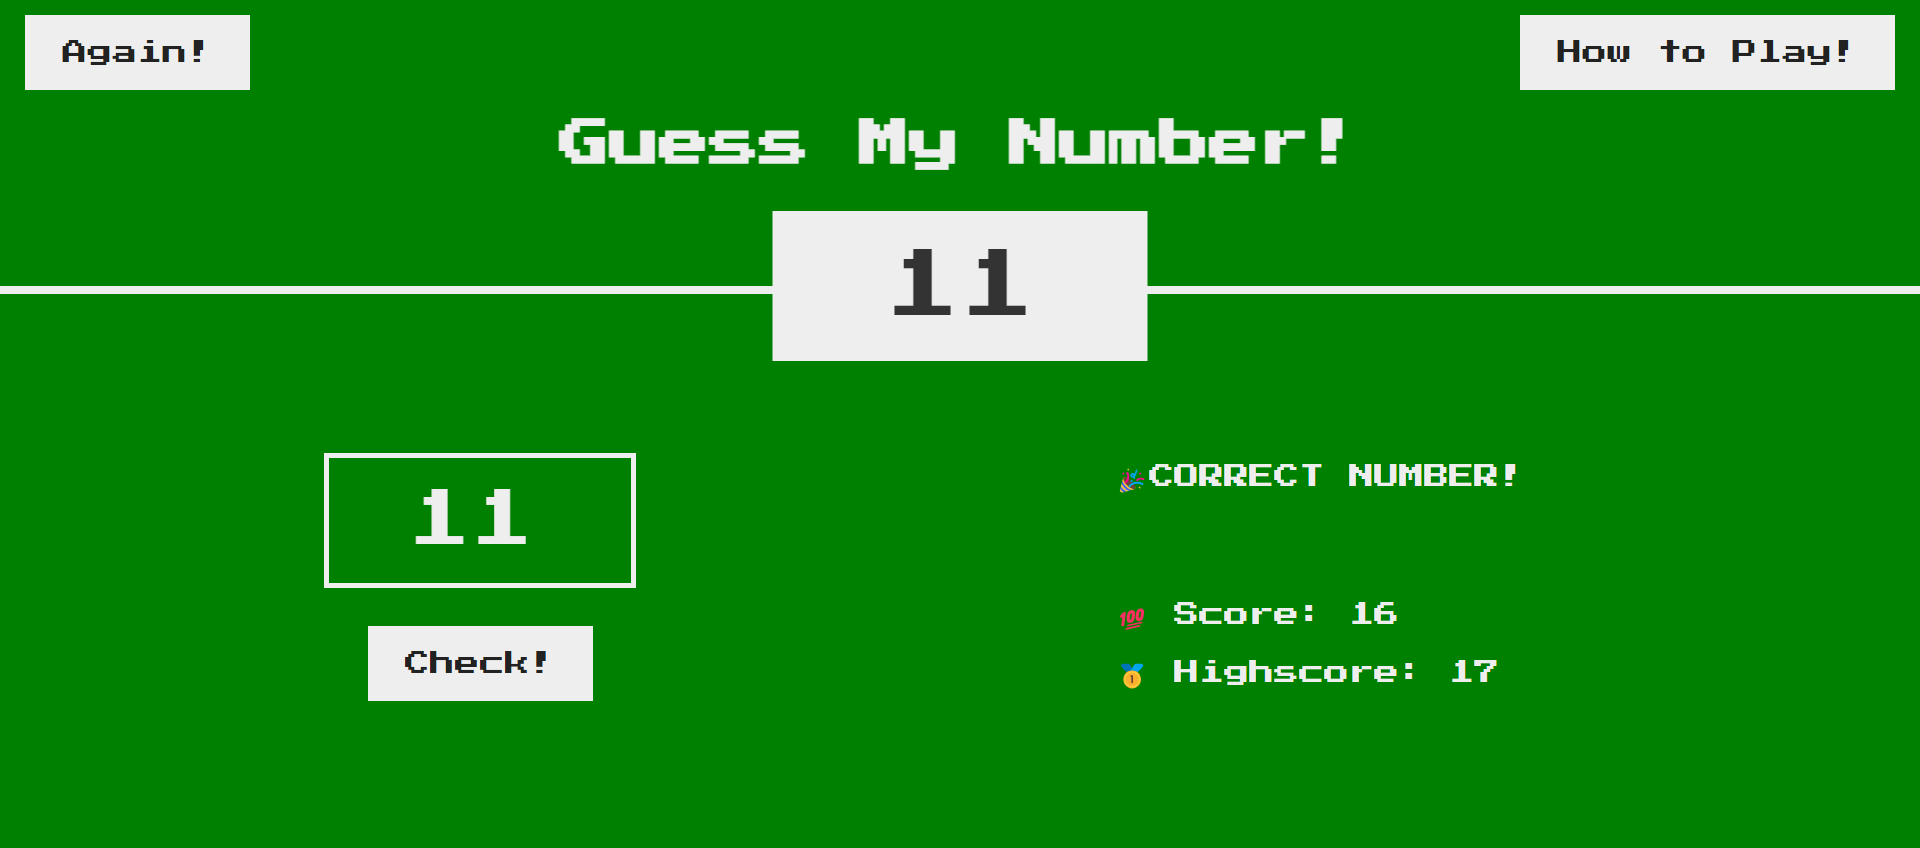 Again!
How to Play!
Guess My Number!
11
11
🎉CORRECT NUMBER!
Check!
💯 Score: 16
🥇 Highscore: 17